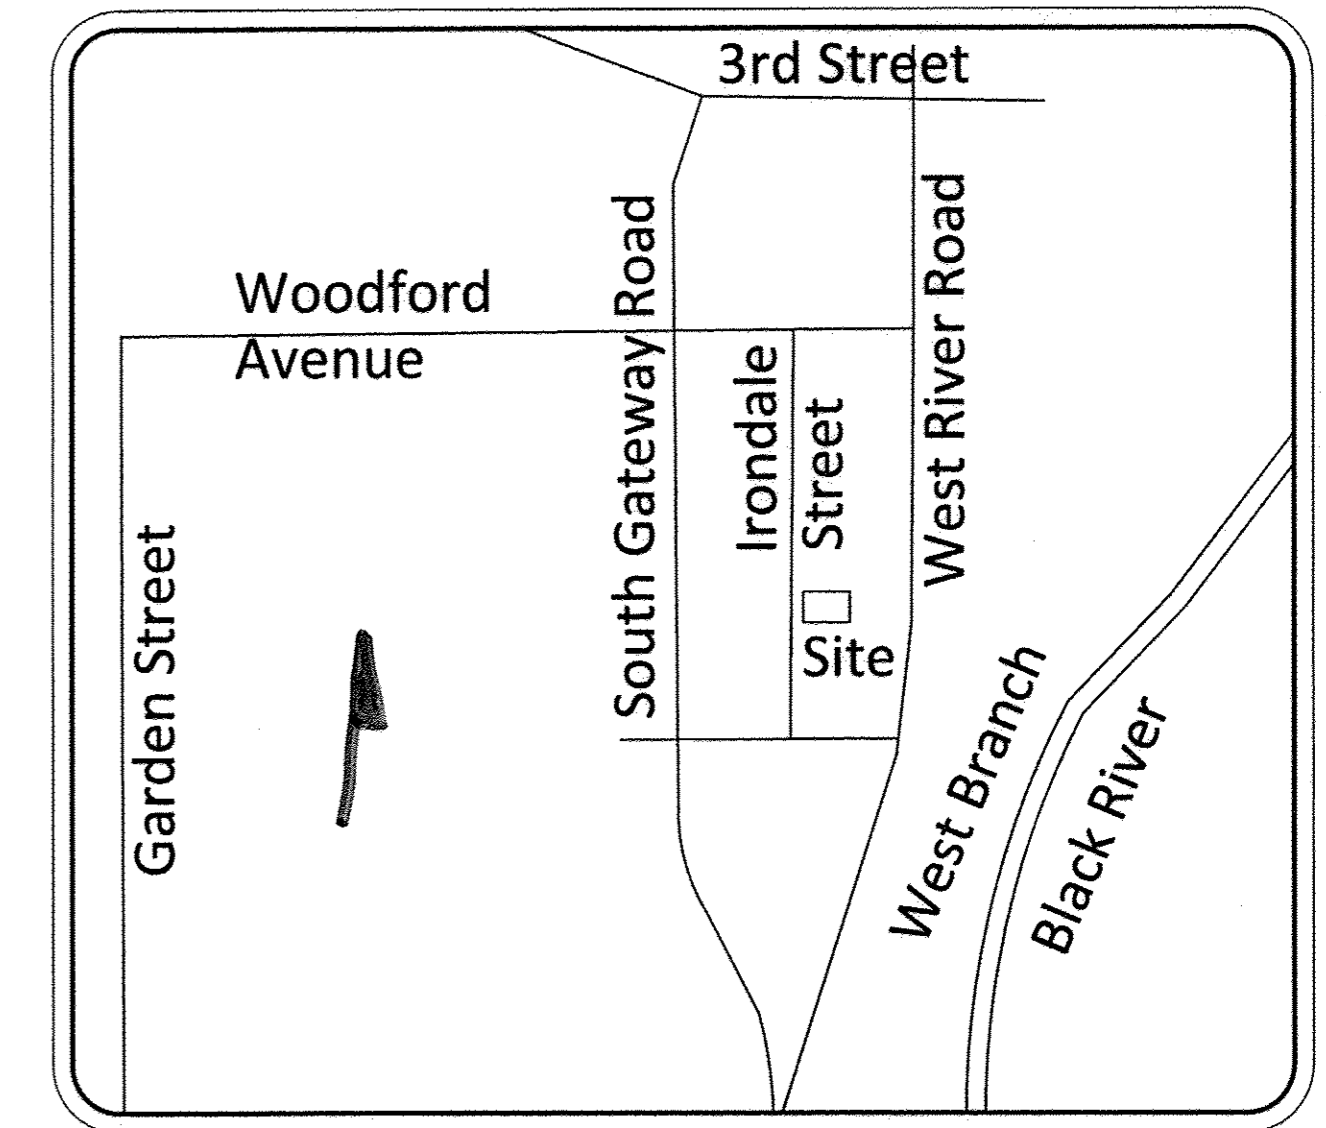 3rd Street
Woodford
Avenue
South Gateway Road
Irondale
Street
West River Road
Garden Street
Site
West Branch
Black River